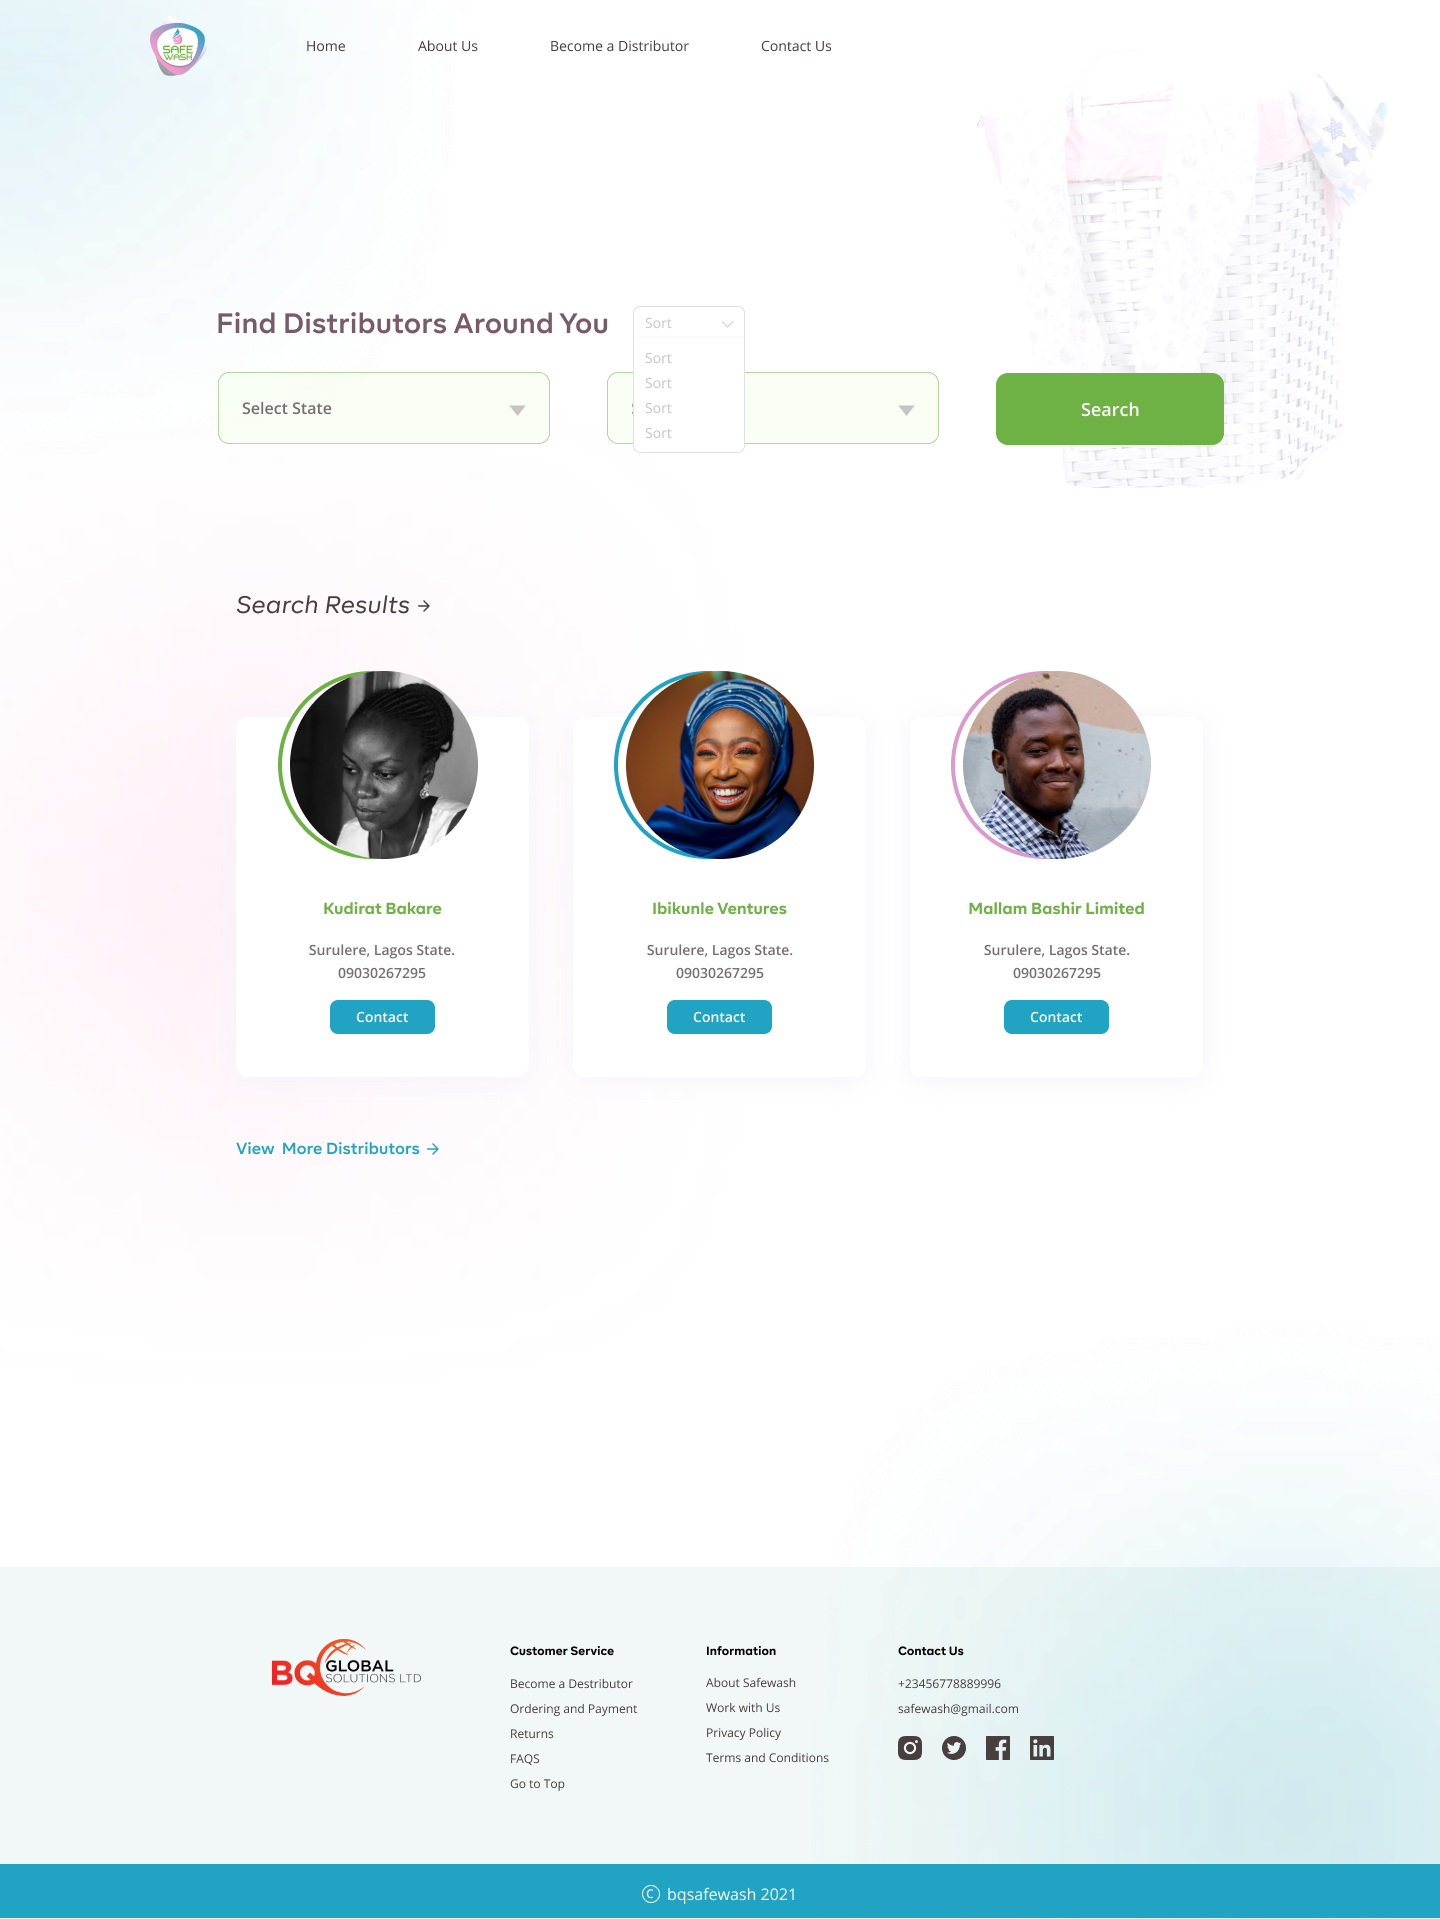 SAFE
WASH
Home
About Us
Become a Distributor
Contact Us
Find Distributors Around You
Sort
Sort
Sort
Sort
Sort
Select State
Search
Search Results →
Kudirat Bakare
Surulere, Lagos State.
09030267295
Contact
Ibikunle Ventures
Surulere, Lagos State.
09030267295
Contact
Mallam Bashir Limited
Surulere, Lagos State.
09030267295
Contact
View More Distributors →
BQ GLOBAL
SOLUTIONS LTD
Customer Service
Become a Destributor
Ordering and Payment
Returns
FAQS
Go to Top
Information
About Safewash
Work with Us
Privacy Policy
Terms and Conditions
Contact Us
+23456778889996
safewash@gmail.com
© bqsafewash 2021